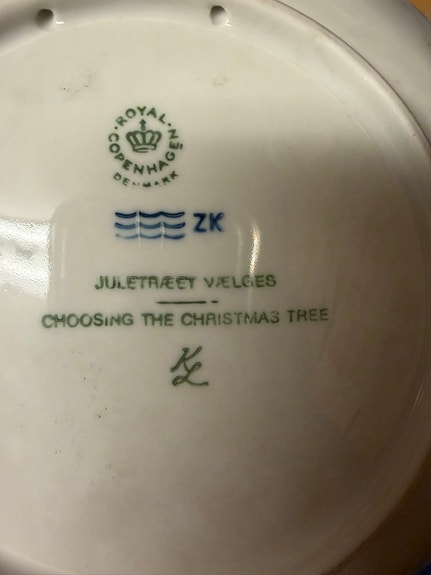 ROYAL
COPENHAGEN
DENMARK
ZK
JULETRÆET VÆLGES
CHOOSING THE CHRISTMAS TREE
KL